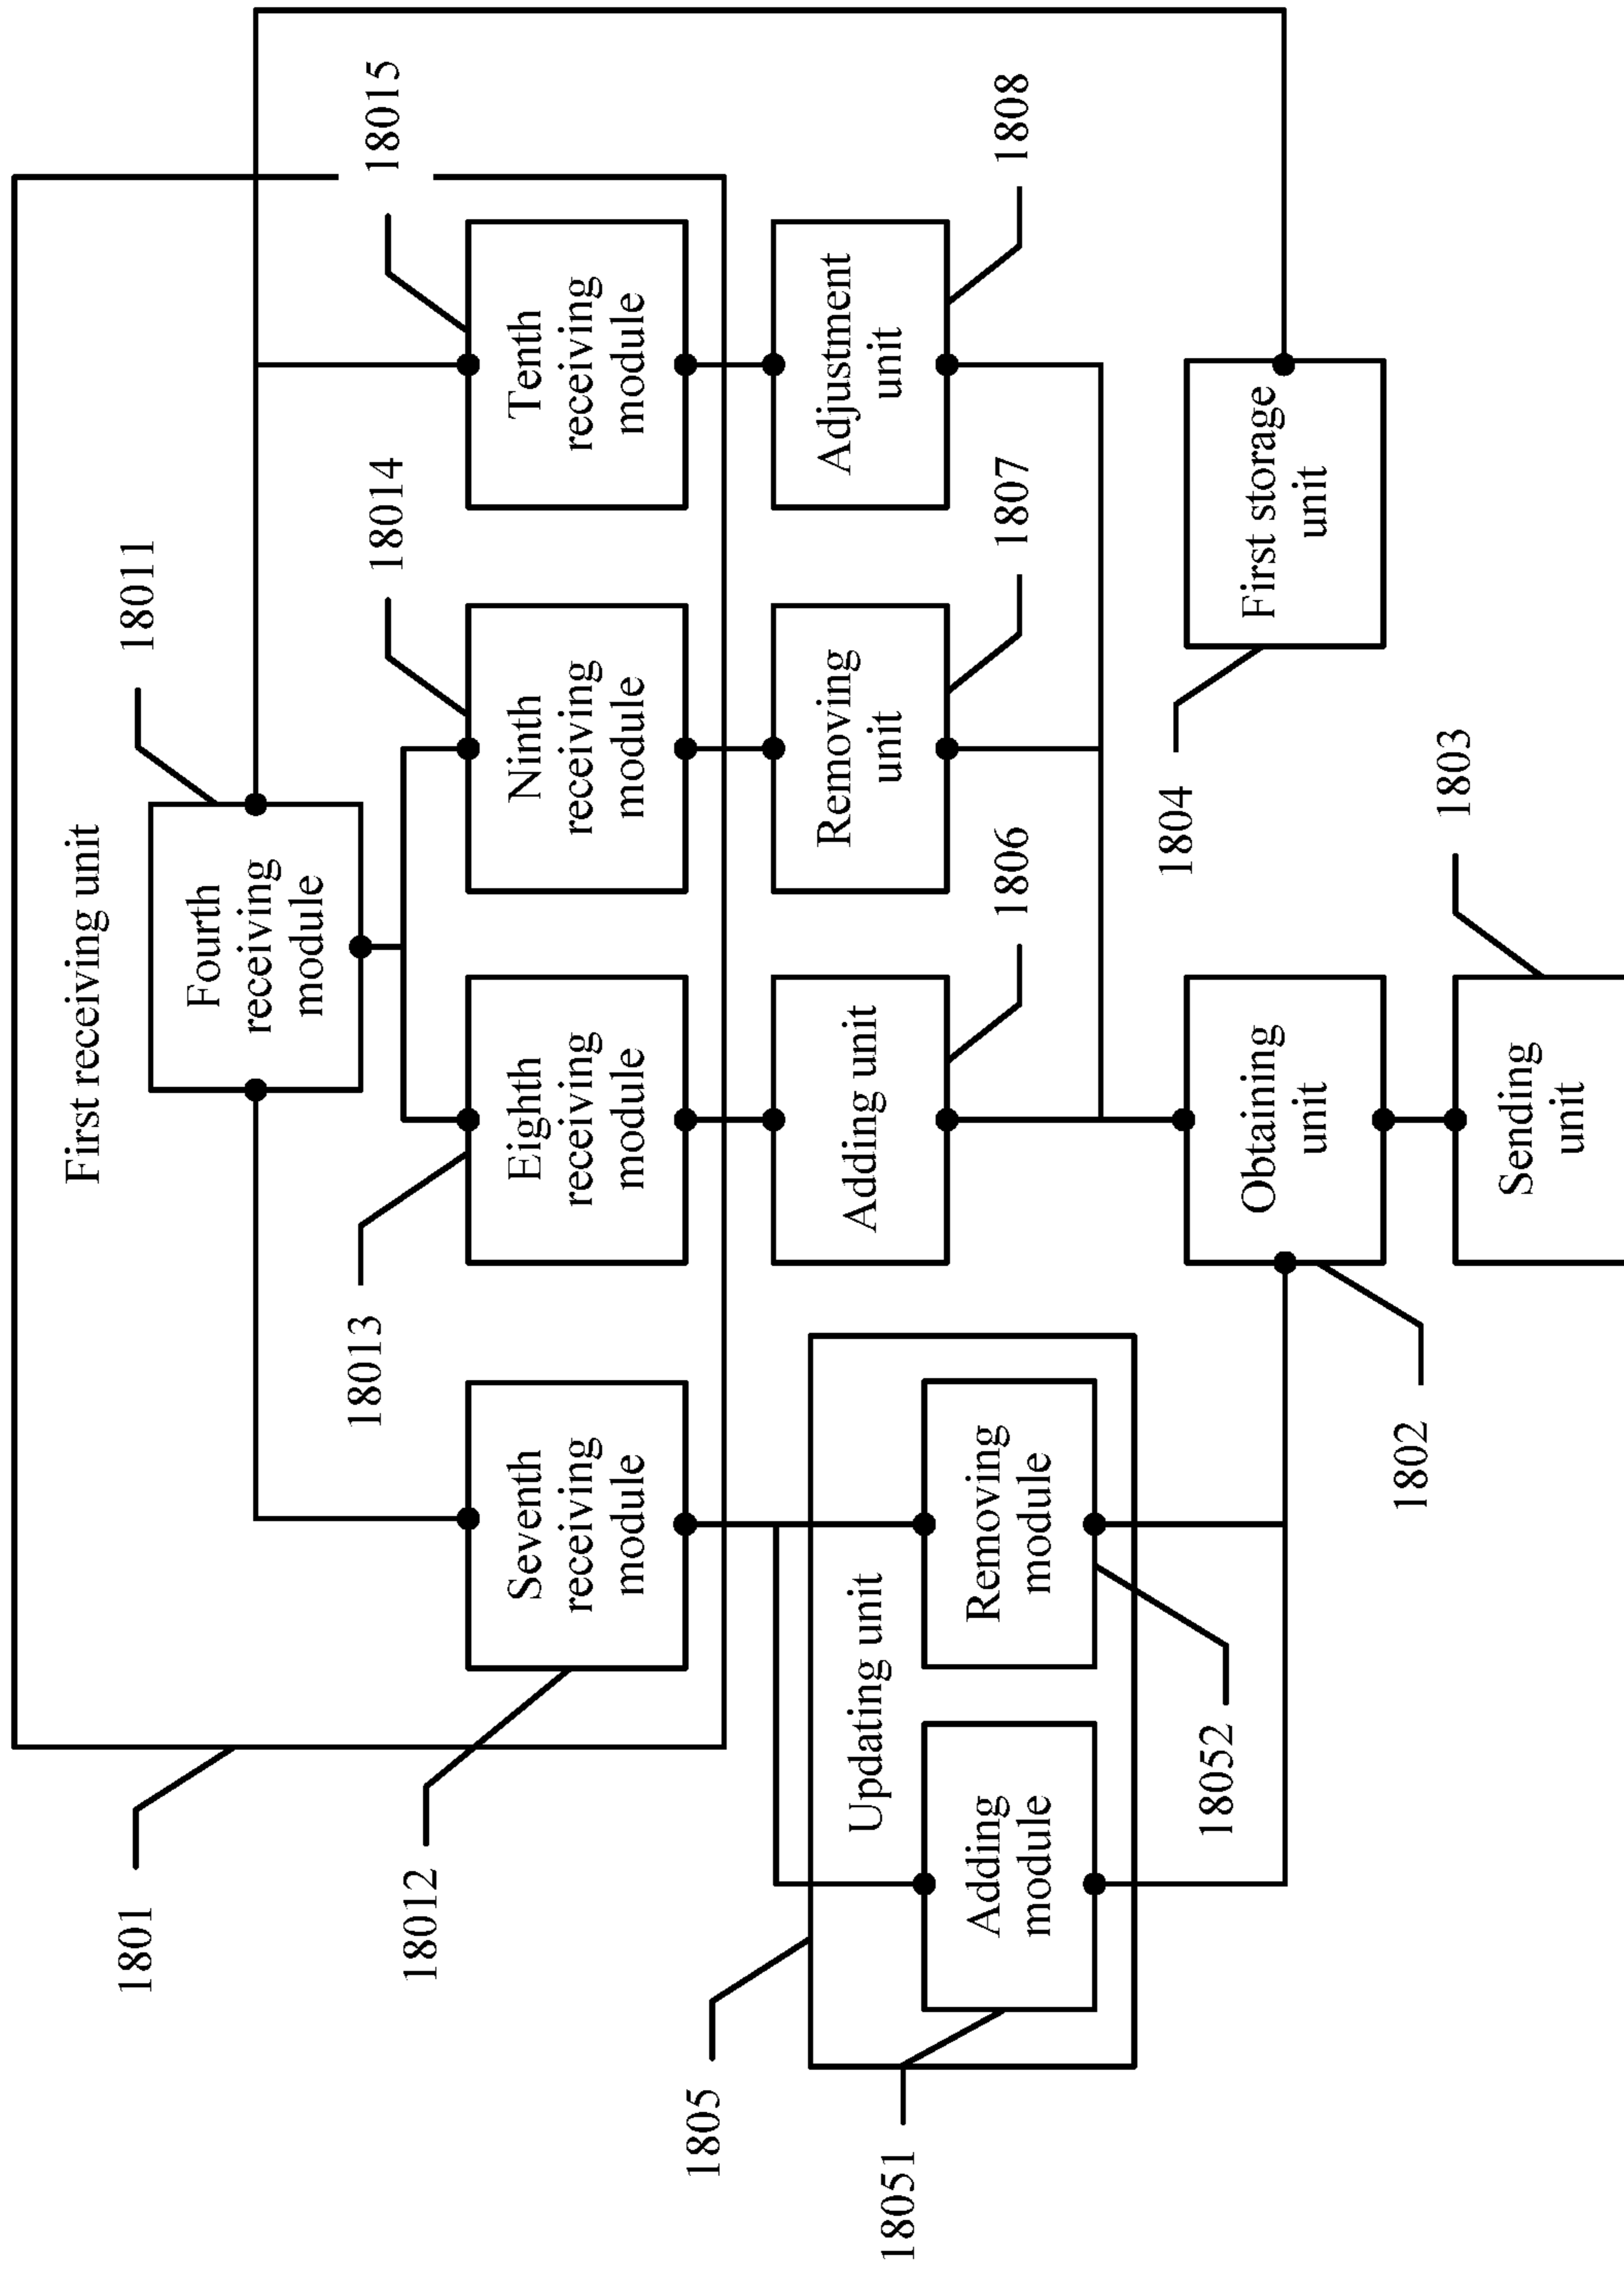 First receiving unit
1801
18011
Fourth
receiving
module
18012
18013
18014
18015
Seventh
receiving
module
Eighth
receiving
module
Ninth
receiving
module
Tenth
receiving
module
1805
Updating unit
18051
Adding
module
Removing
module
18052
Adding unit
1806
Removing
unit
1807
Adjustment
unit
1808
1802
Obtaining
unit
1804
First storage
unit
Sending
unit
1803